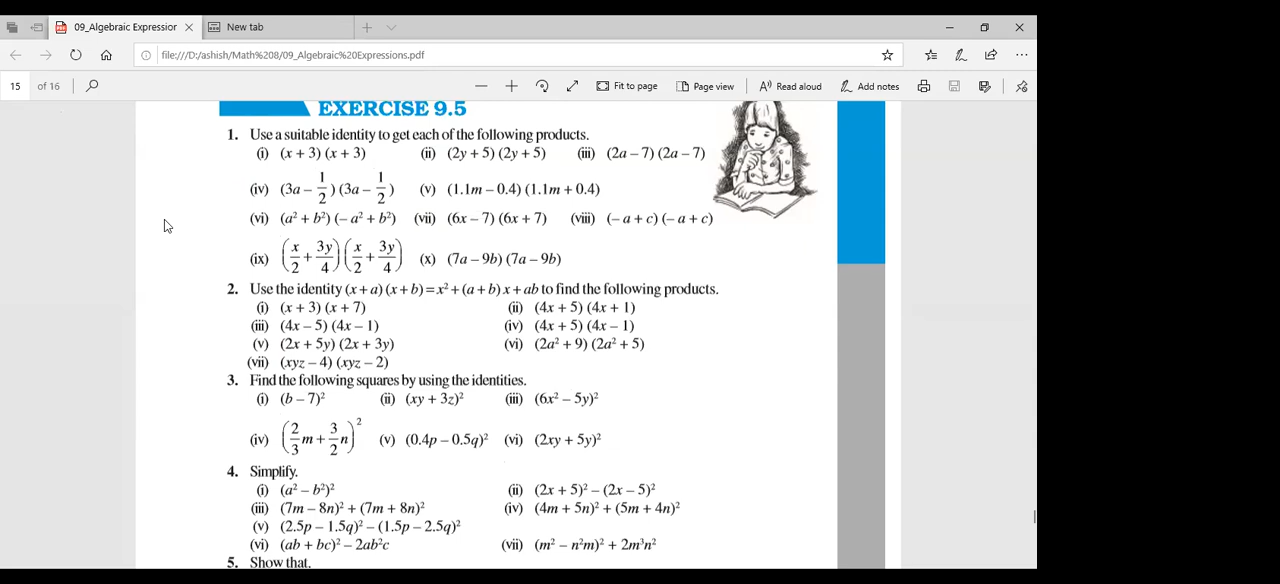 09_Algebraic Expression
New tab
file:///D:/ashish/Math%208/09_Algebraic%20Expressions.pdf
15 of 16
Fit to page
Page view
Read aloud
Add notes
EXERCISE 9.5
1. Use a suitable identity to get each of the following products.
(i) (x + 3) (x + 3) (ii) (2y + 5) (2y + 5) (iii) (2a – 7) (2a – 7)
(iv) (3a – 1/2) (3a – 1/2) (v) (1.1m – 0.4) (1.1m + 0.4)
(vi) (a² + b²) (– a² + b²) (vii) (6x – 7) (6x + 7) (viii) (– a + c) (– a + c)
(ix) (x/2 + 3y/4) (x/2 + 3y/4) (x) (7a – 9b) (7a – 9b)
2. Use the identity (x + a) (x + b) = x² + (a + b) x + ab to find the following products.
(i) (x + 3) (x + 7) (ii) (4x + 5) (4x + 1)
(iii) (4x – 5) (4x – 1) (iv) (4x + 5) (4x – 1)
(v) (2x + 5y) (2x + 3y) (vi) (2a² + 9) (2a² + 5)
(vii) (xyz – 4) (xyz – 2)
3. Find the following squares by using the identities.
(i) (b – 7)² (ii) (xy + 3z)² (iii) (6x² – 5y)²
(iv) (2/3 m + 3/2 n)² (v) (0.4p – 0.5q)² (vi) (2xy + 5y)²
4. Simplify.
(i) (a² – b²)² (ii) (2x + 5)² – (2x – 5)²
(iii) (7m – 8n)² + (7m + 8n)² (iv) (4m + 5n)² + (5m + 4n)²
(v) (2.5p – 1.5q)² – (1.5p – 2.5q)²
(vi) (ab + bc)² – 2ab²c (vii) (m² – n²m)² + 2m³n²
5. Show that.